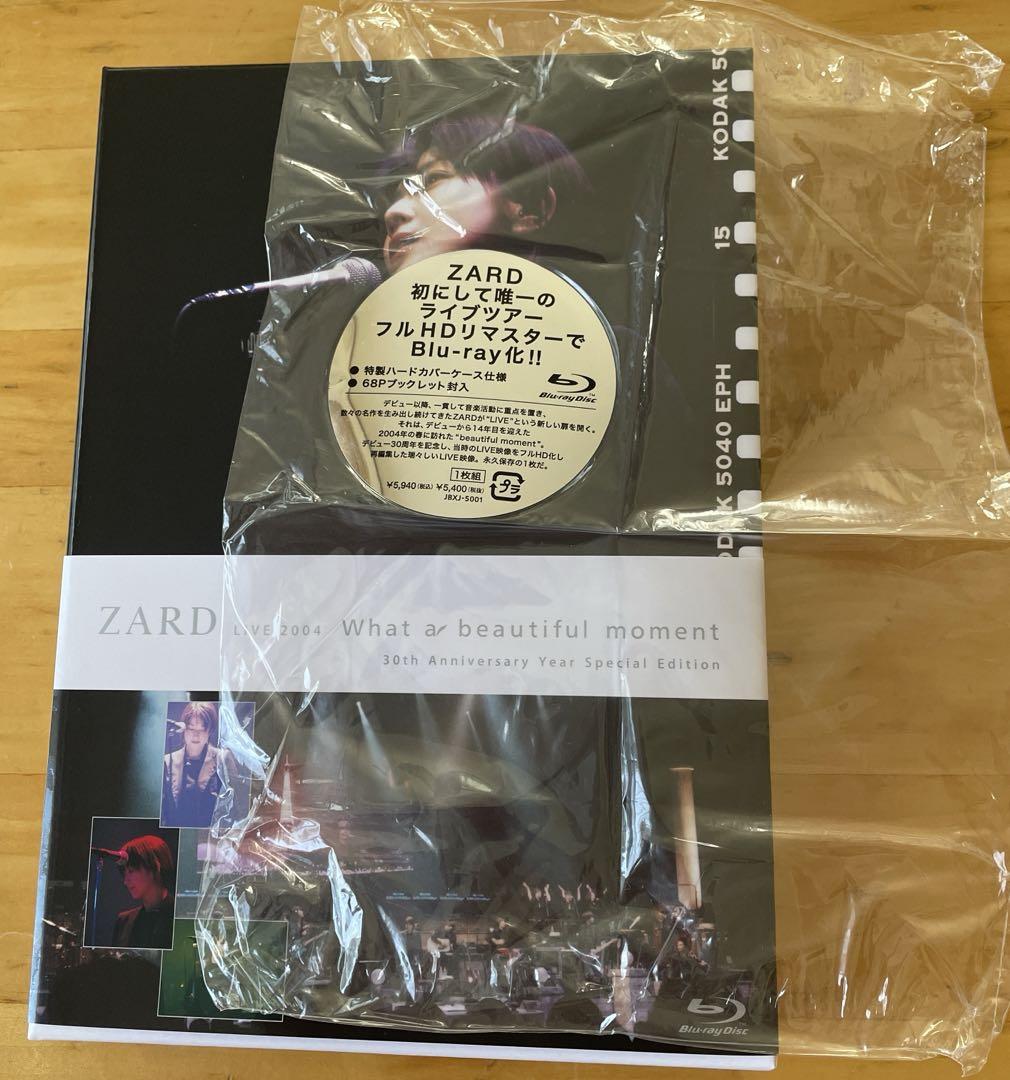 KODAK 50
15
ZARD
初にして唯一の
ライブツアー
フルHDリマスターで
Blu-ray化!!
● 特製ハードカバーケース仕様
● 68Pブックレット封入
Blu-ray Disc™
デビュー以降、一貫して音楽活動に重点を置き、
数々の名作を生み出し続けてきたZARDが“LIVE”という新しい扉を開く。
それは、デビューから14年目を迎えた
2004年の春に訪れた“beautiful moment”。
デビュー30周年を記念し、当時のLIVE映像をフルHD化し
再編集した瑞々しいLIVE映像。永久保存の1枚だ。
1枚組
¥5,940(税込) ¥5,400(税抜)
JBXJ-5001
プラ
ODAK 5040 EPH
ZARD LIVE 2004 What a beautiful moment
30th Anniversary Year Special Edition
Blu-ray Disc